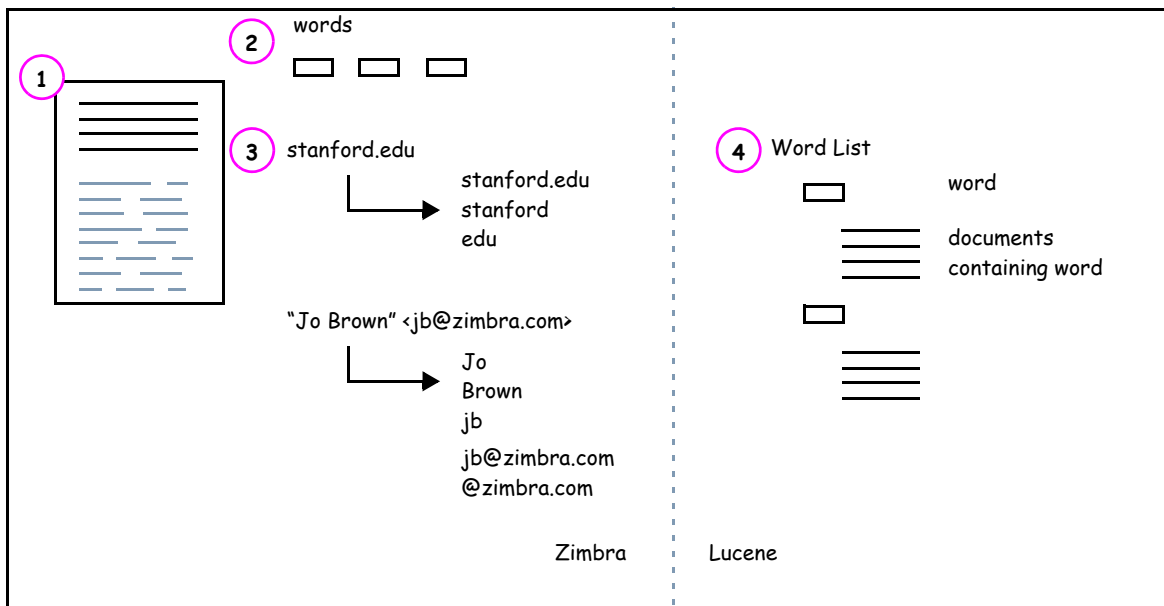 1
2
words
3
stanford.edu
stanford.edu
stanford
edu
“Jo Brown” <jb@zimbra.com>
Jo
Brown
jb
jb@zimbra.com
@zimbra.com
Zimbra
4
Word List
word
documents
containing word
Lucene